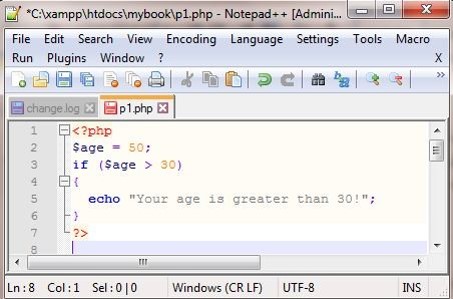 *C:\xampp\htdocs\mybook\p1.php - Notepad++ [Admini...
File Edit Search View Encoding Language Settings Tools Macro
Run Plugins Window ? X
change.log p1.php
1 <?php
2 $age = 50;
3 if ($age > 30)
4 {
5 echo "Your age is greater than 30!";
6 }
7 ?>
8
Ln:8 Col:1 Sel:0|0 Windows (CR LF) UTF-8 INS